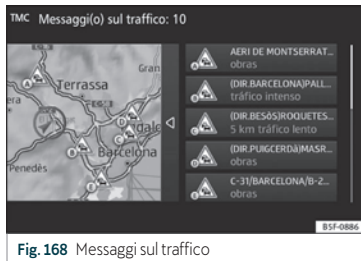 TMC Messaggi(o) sul traffico: 10
AERI DE MONTSERRAT...
obras
(DIR.BARCELONA)PALL...
tráfico intenso
(DIR.BESòS)ROQUETES...
5 km tráfico lento
(DIR.PUIGCERDà)MASR...
obras
C-31/BARCELONA/B-2...
obras
Gran
Terrassa
Barcelona
Penedès
BSF-0886
Fig. 168 Messaggi sul traffico